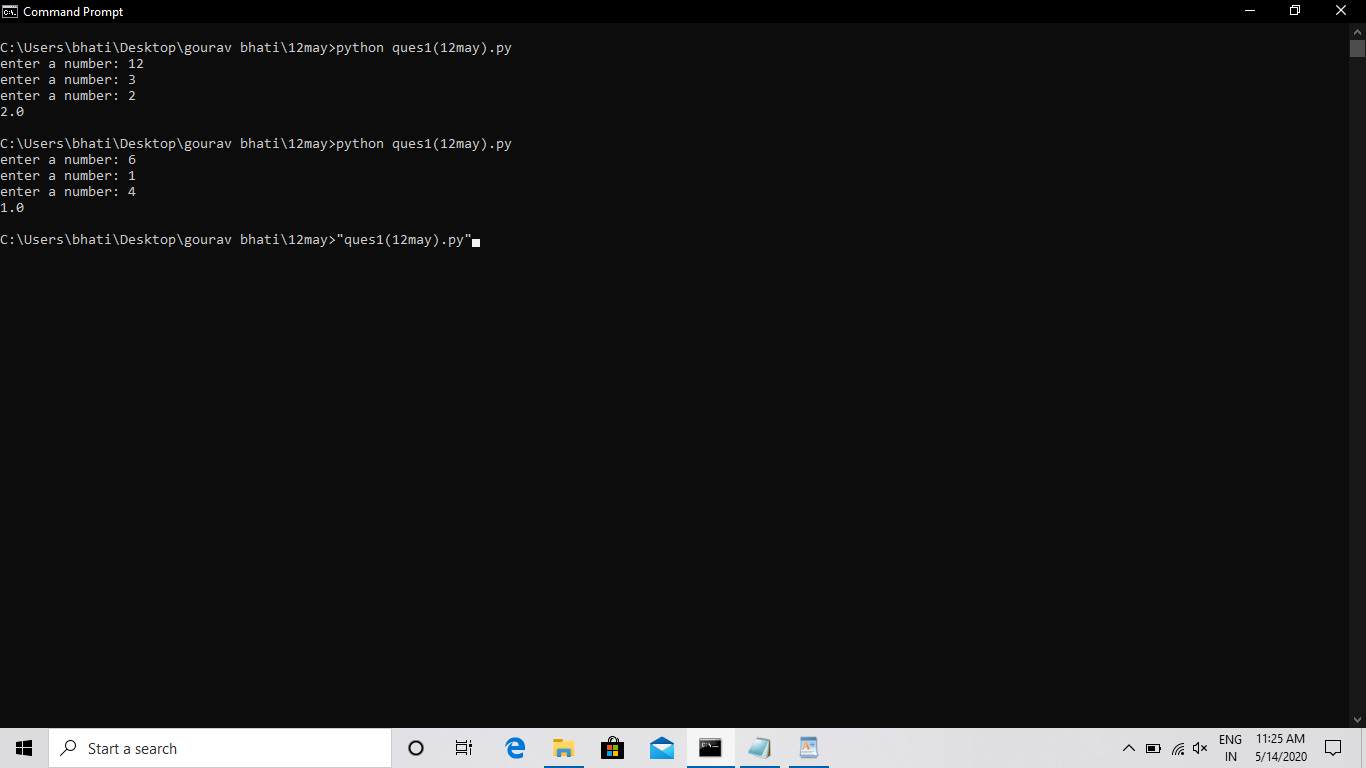 Command Prompt
C:\Users\bhati\Desktop\gourav bhati\12may>python ques1(12may).py
enter a number: 12
enter a number: 3
enter a number: 2
2.0
C:\Users\bhati\Desktop\gourav bhati\12may>python ques1(12may).py
enter a number: 6
enter a number: 1
enter a number: 4
1.0
C:\Users\bhati\Desktop\gourav bhati\12may>"ques1(12may).py"
Start a search
ENG
IN
11:25 AM
5/14/2020